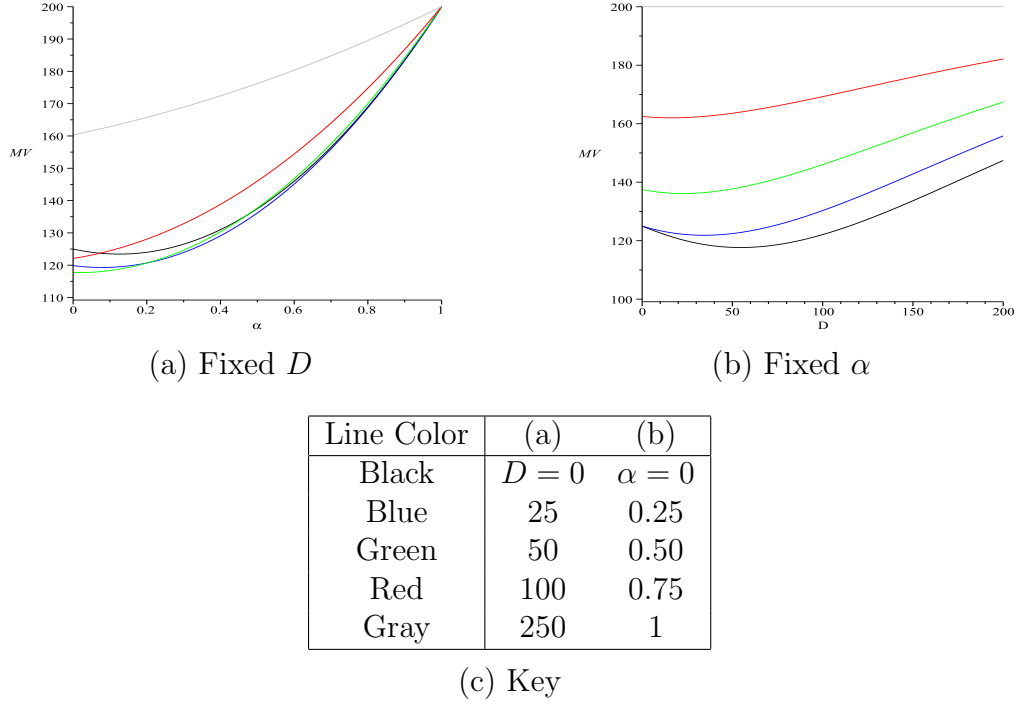 200
190
180
170
160
MV
150
140
130
120
110
0 0.2 0.4 0.6 0.8 1
α
(a) Fixed D
200
180
160
MV
140
120
100
0 50 100 150 200
D
(b) Fixed α
Line Color (a) (b)
Black D = 0 α = 0
Blue 25 0.25
Green 50 0.50
Red 100 0.75
Gray 250 1
(c) Key